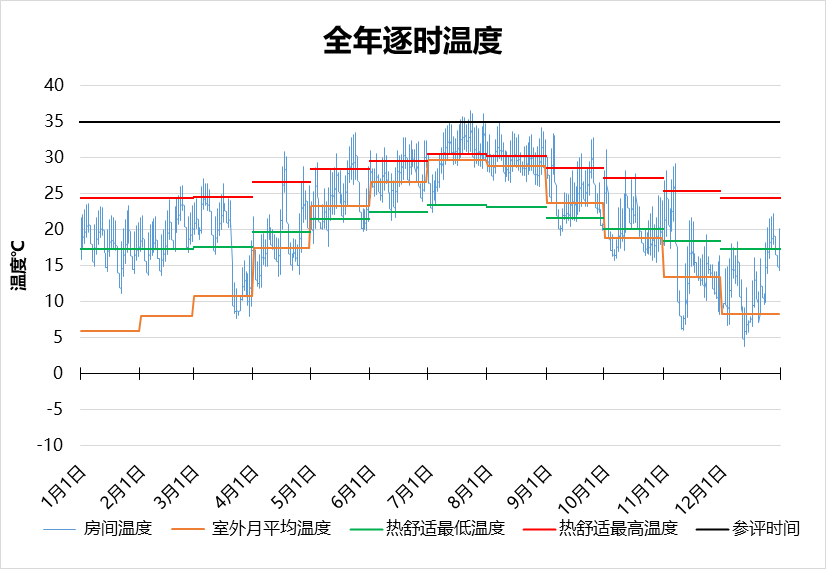 全年逐时温度
40
35
30
25
20
15
10
5
0
-5
-10
温度℃
1月1日
2月1日
3月1日
4月1日
5月1日
6月1日
7月1日
8月1日
9月1日
10月1日
11月1日
12月1日
房间温度 室外月平均温度 热舒适最低温度 热舒适最高温度 参评时间